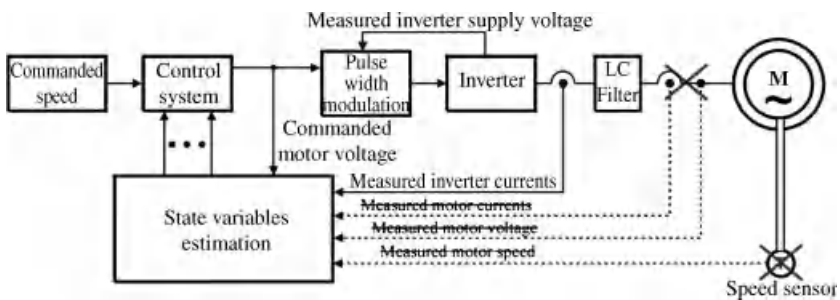 Measured inverter supply voltage
Commanded
speed
Control
system
Pulse
width
modulation
Inverter
LC
Filter
M
~
Commanded
motor voltage
Measured inverter currents
Measured motor currents
Measured motor voltage
Measured motor speed
State variables
estimation
Speed sensor